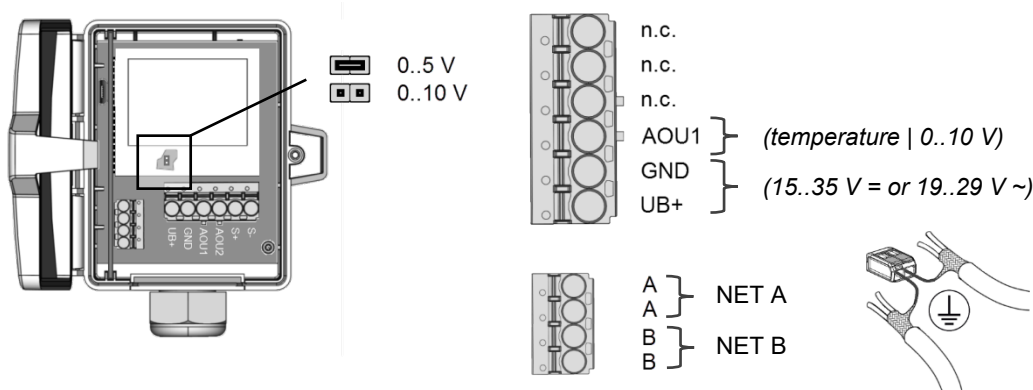 0..5 V
0..10 V
UB+
GND
AOU1
AOU2
S+
S-
n.c.
n.c.
n.c.
AOU1 (temperature | 0..10 V)
GND
(15..35 V = or 19..29 V ~)
UB+
A
A
NET A
B
B
NET B